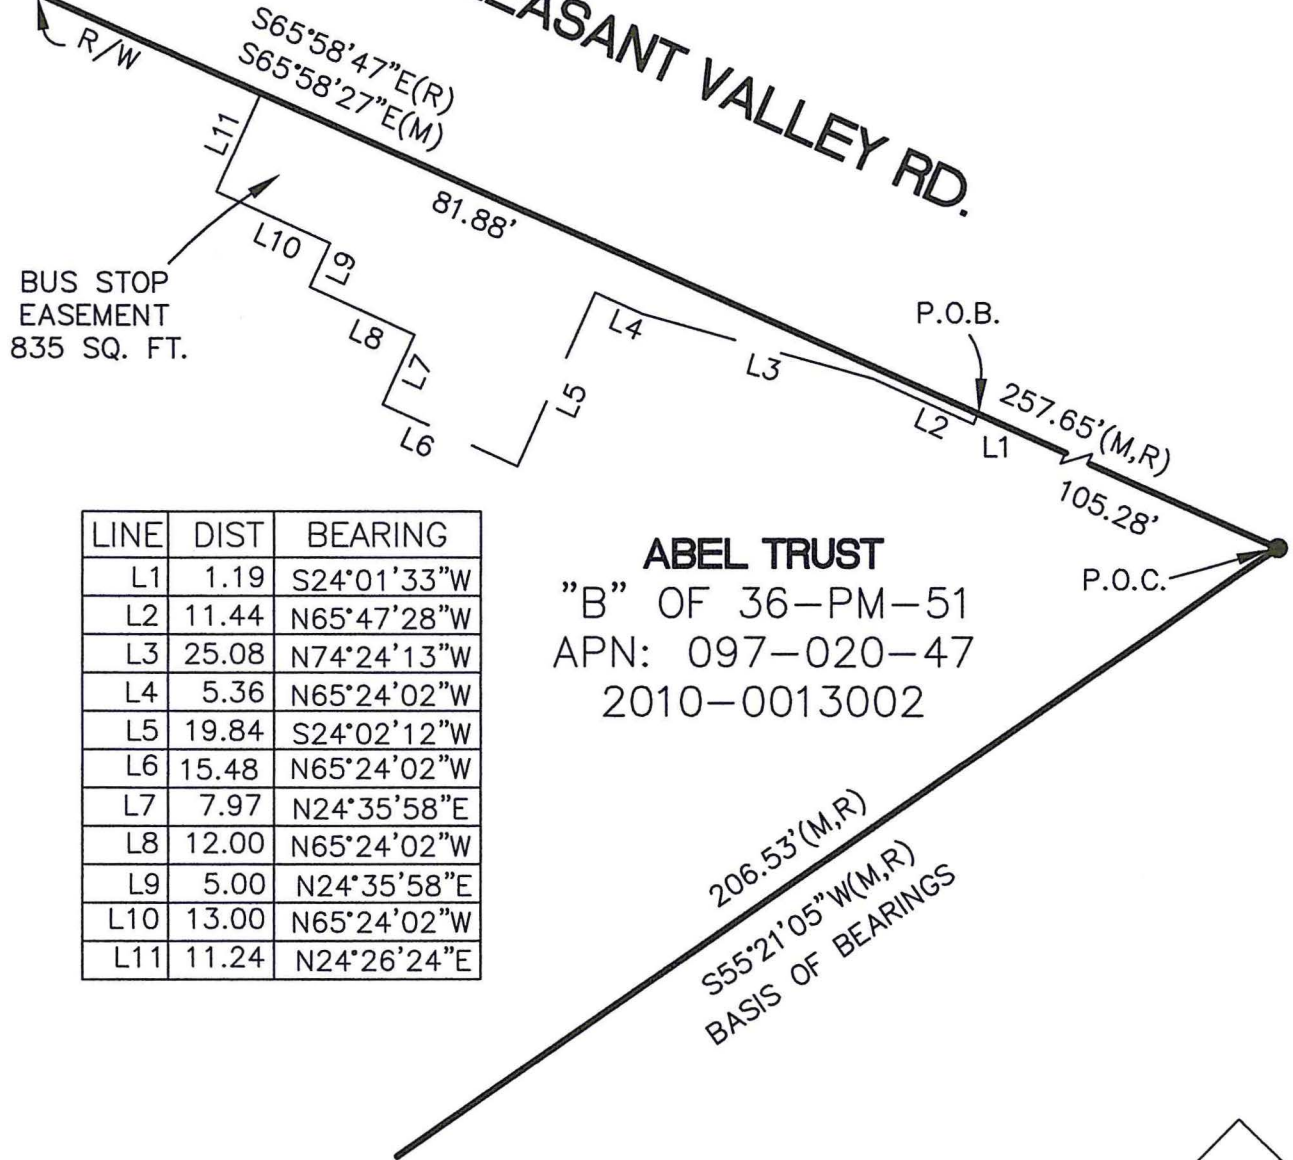 EASANT VALLEY RD.
R/W
S65°58'47"E(R)
S65°58'27"E(M)
L11
81.88'
L10
L9
BUS STOP
EASEMENT
835 SQ. FT.
L8
L7
L6
L5
L4
L3
L2
P.O.B.
L1
257.65'(M,R)
105.28'
P.O.C.
LINE DIST BEARING
L1 1.19 S24°01'33"W
L2 11.44 N65°47'28"W
L3 25.08 N74°24'13"W
L4 5.36 N65°24'02"W
L5 19.84 S24°02'12"W
L6 15.48 N65°24'02"W
L7 7.97 N24°35'58"E
L8 12.00 N65°24'02"W
L9 5.00 N24°35'58"E
L10 13.00 N65°24'02"W
L11 11.24 N24°26'24"E
ABEL TRUST
"B" OF 36-PM-51
APN: 097-020-47
2010-0013002
206.53'(M,R)
S55°21'05"W(M,R)
BASIS OF BEARINGS